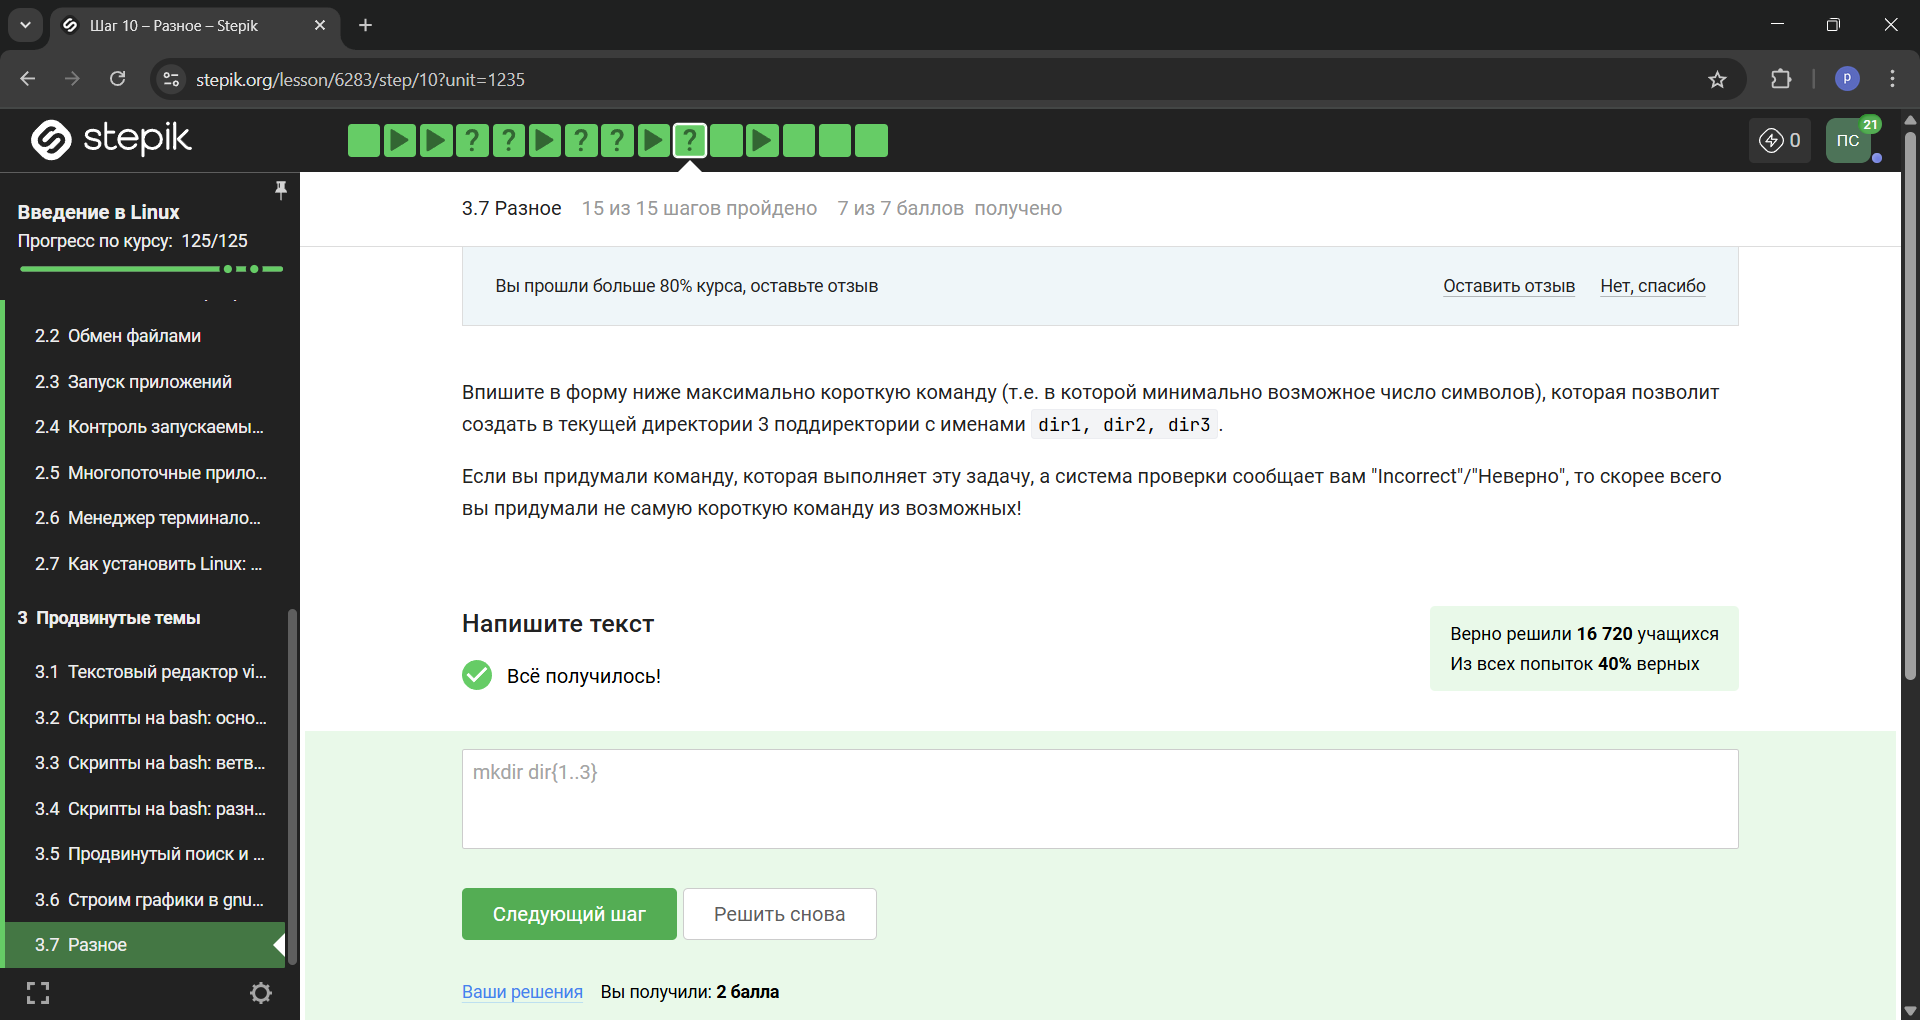 Шаг 10 – Разное – Stepik
stepik.org/lesson/6283/step/10?unit=1235
P
stepik
? ? ? ? ?
0
ПС
21
Введение в Linux
Прогресс по курсу: 125/125
2.2 Обмен файлами
2.3 Запуск приложений
2.4 Контроль запускаемы...
2.5 Многопоточные прило...
2.6 Менеджер терминало...
2.7 Как установить Linux: ...
3 Продвинутые темы
3.1 Текстовый редактор vi...
3.2 Скрипты на bash: осно...
3.3 Скрипты на bash: ветв...
3.4 Скрипты на bash: разн...
3.5 Продвинутый поиск и ...
3.6 Строим графики в gnu...
3.7 Разное
3.7 Разное 15 из 15 шагов пройдено 7 из 7 баллов получено
Вы прошли больше 80% курса, оставьте отзыв
Оставить отзыв Нет, спасибо
Впишите в форму ниже максимально короткую команду (т.е. в которой минимально возможное число символов), которая позволит
создать в текущей директории 3 поддиректории с именами dir1, dir2, dir3 .
Если вы придумали команду, которая выполняет эту задачу, а система проверки сообщает вам "Incorrect"/"Неверно", то скорее всего
вы придумали не самую короткую команду из возможных!
Напишите текст
Всё получилось!
Верно решили 16 720 учащихся
Из всех попыток 40% верных
mkdir dir{1..3}
Следующий шаг
Решить снова
Ваши решения Вы получили: 2 балла